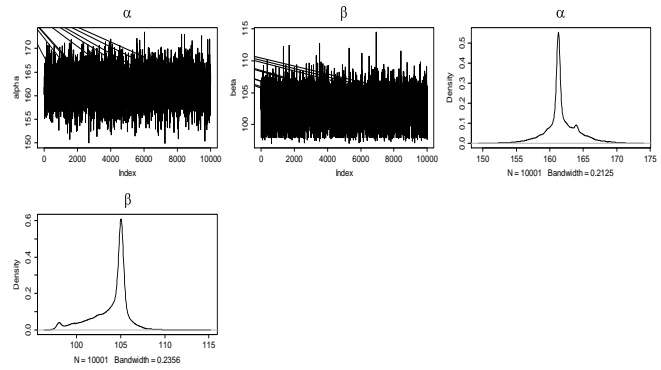 α
alpha
150 155 160 165 170
0 2000 4000 6000 8000 10000
Index
β
beta
100 105 110 115
0 2000 4000 6000 8000 10000
Index
α
Density
0.0 0.1 0.2 0.3 0.4 0.5
150 155 160 165 170 175
N = 10001 Bandwidth = 0.2125
β
Density
0.0 0.2 0.4 0.6
100 105 110 115
N = 10001 Bandwidth = 0.2356